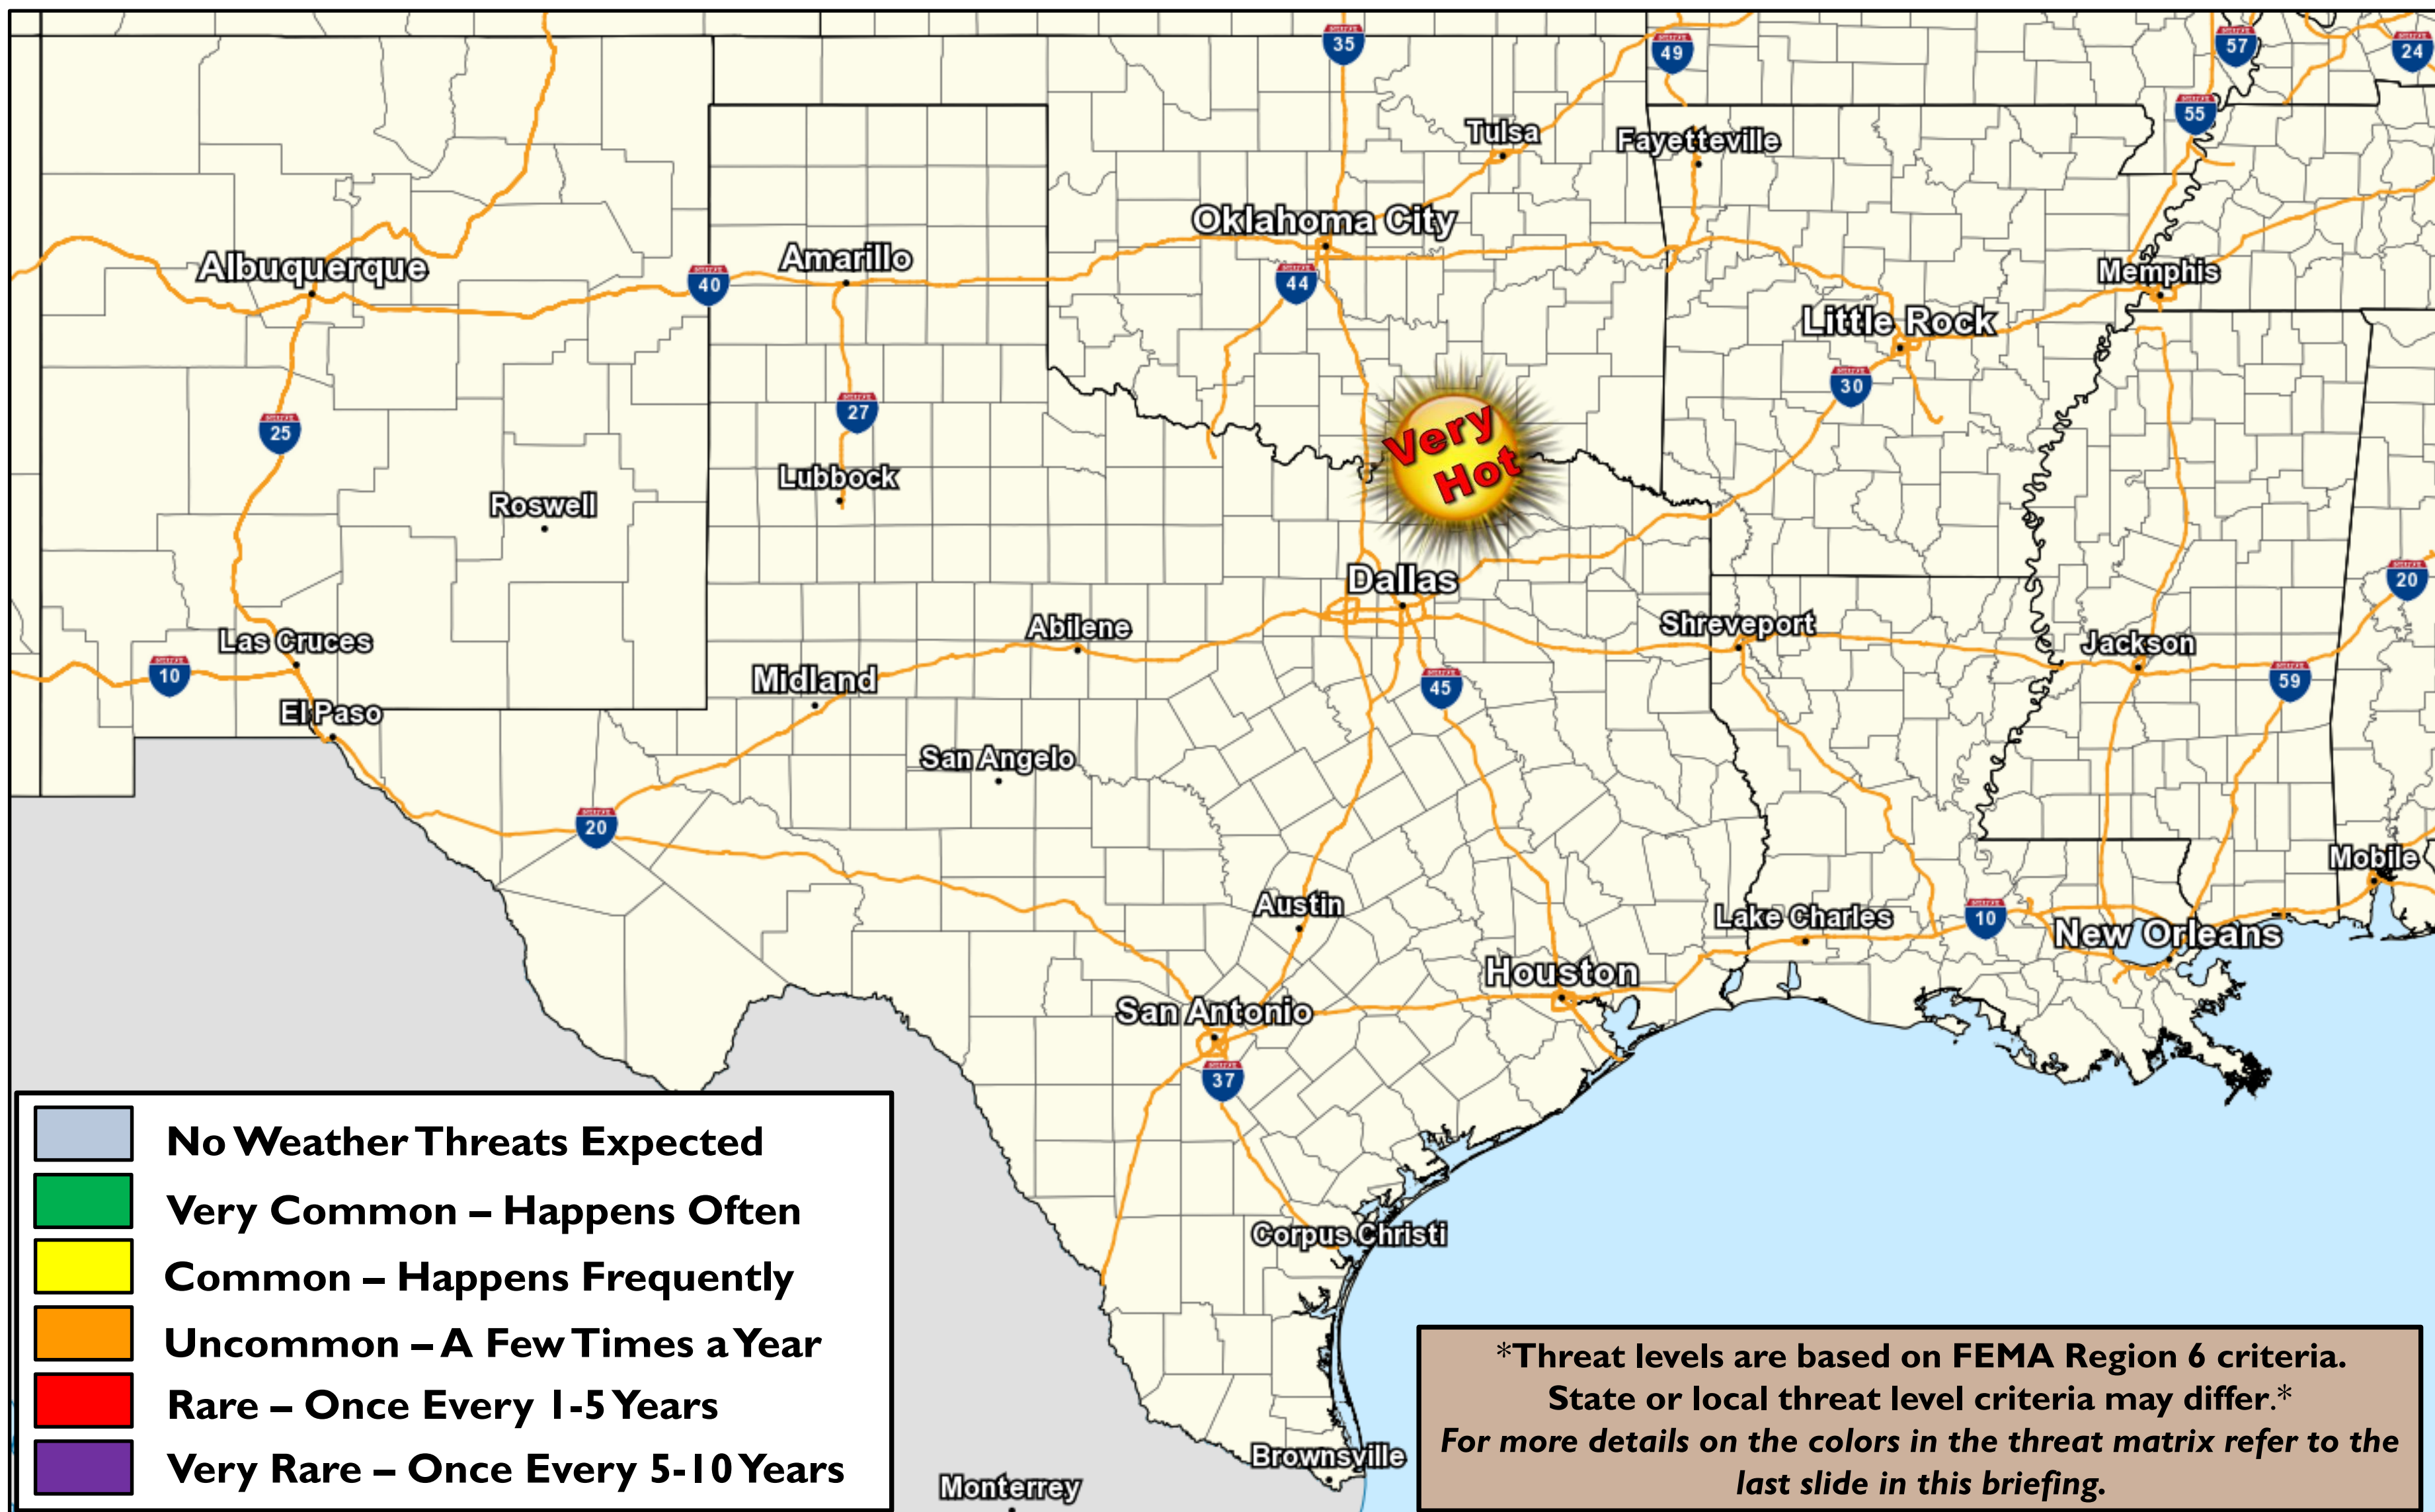 35
49
57
24
55
Tulsa
Fayetteville
Oklahoma City
Albuquerque
40
Amarillo
44
Memphis
Little Rock
30
27
25
Very
Hot
Lubbock
Roswell
Dallas
20
Abilene
Shreveport
Las Cruces
Jackson
10
Midland
45
59
El Paso
San Angelo
20
Mobile
Austin
Lake Charles
10
New Orleans
Houston
San Antonio
37
Corpus Christi
Brownsville
Monterrey
No Weather Threats Expected
Very Common – Happens Often
Common – Happens Frequently
Uncommon – A Few Times a Year
Rare – Once Every 1-5 Years
Very Rare – Once Every 5-10 Years
*Threat levels are based on FEMA Region 6 criteria.
State or local threat level criteria may differ.*
For more details on the colors in the threat matrix refer to the
last slide in this briefing.